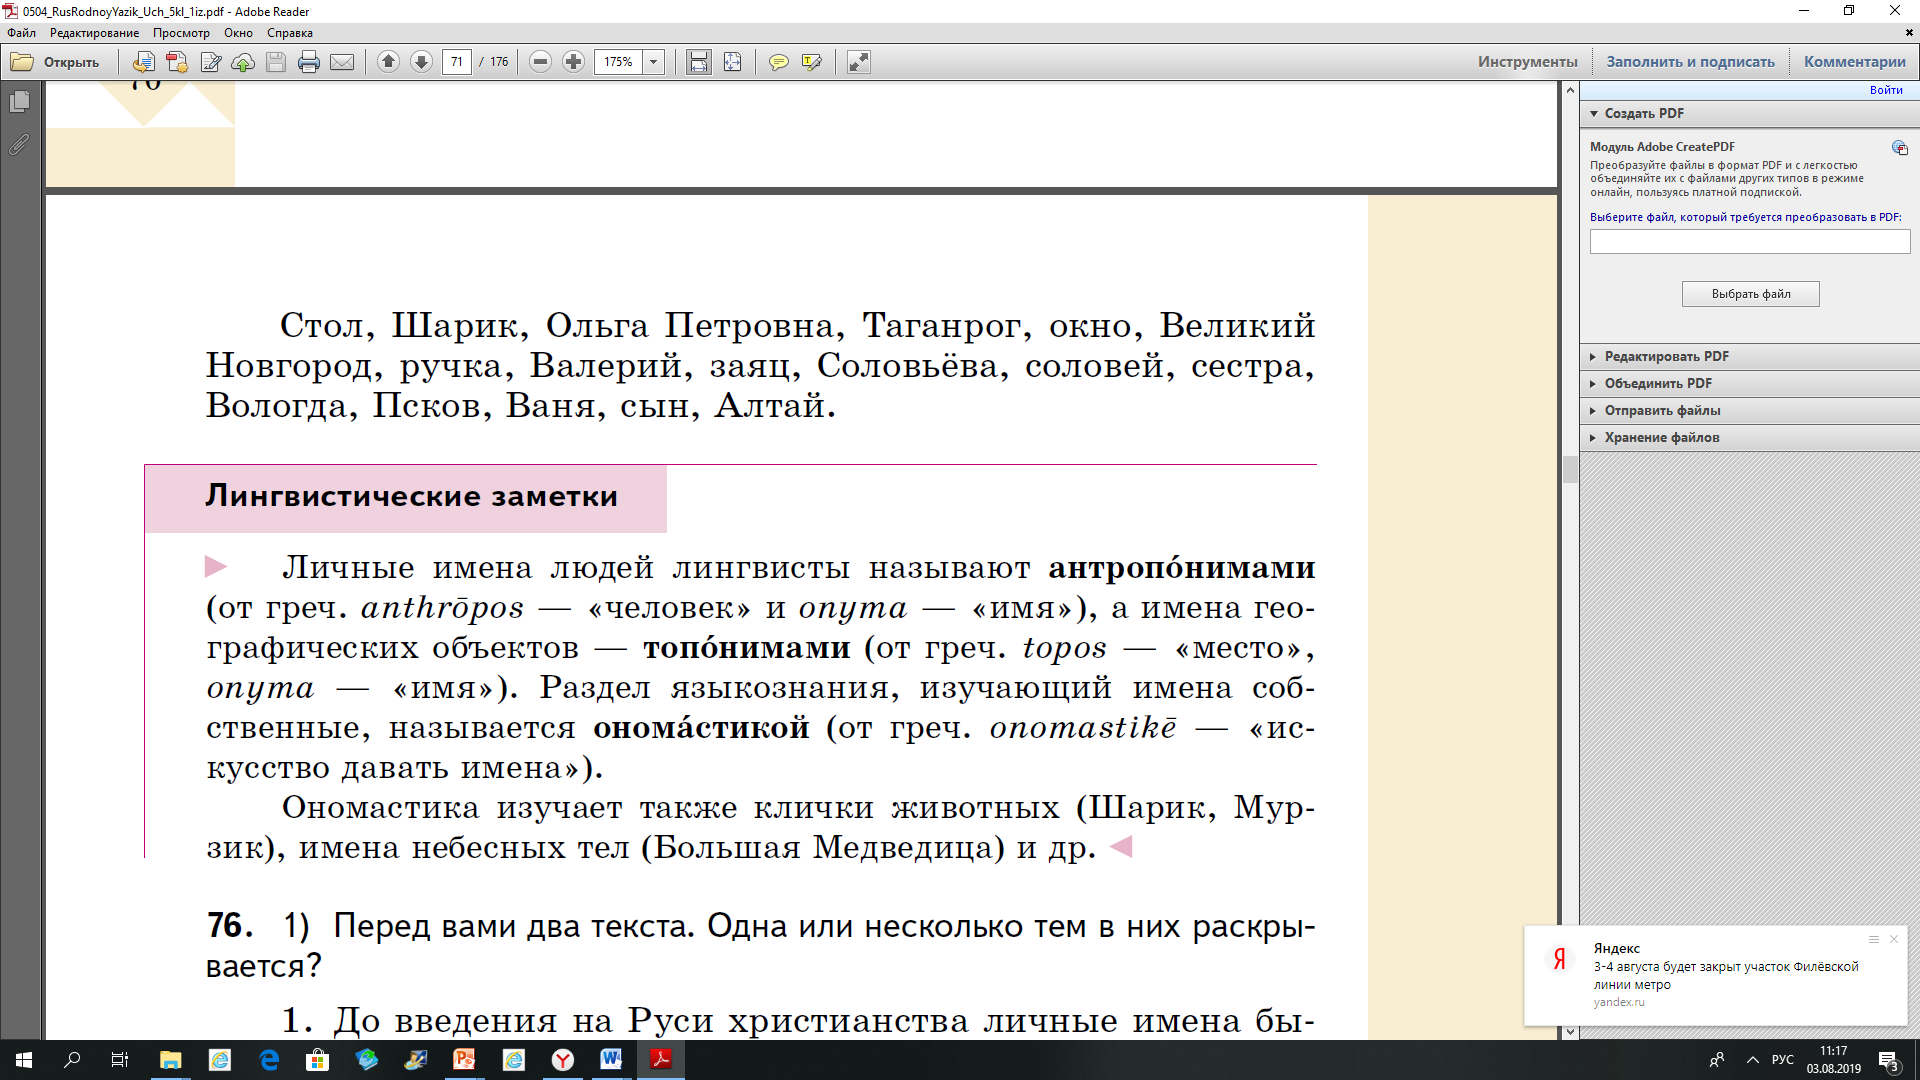 0504_RusRodnoyYazik_Uch_5kl_1iz.pdf - Adobe Reader
Файл Редактирование Просмотр Окно Справка
Открыть 71 / 176 175% Инструменты Заполнить и подписать Комментарии
Войти
Создать PDF
Модуль Adobe CreatePDF
Преобразуйте файлы в формат PDF и с легкостью
объединяйте их с файлами других типов в режиме
онлайн, пользуясь платной подпиской.
Выберите файл, который требуется преобразовать в PDF:
Выбрать файл
Редактировать PDF
Объединить PDF
Отправить файлы
Хранение файлов
70
Стол, Шарик, Ольга Петровна, Таганрог, окно, Великий
Новгород, ручка, Валерий, заяц, Соловьёва, соловей, сестра,
Вологда, Псков, Ваня, сын, Алтай.
Лингвистические заметки
Личные имена людей лингвисты называют антропо́нимами
(от греч. anthrōpos — «человек» и onyma — «имя»), а имена гео-
графических объектов — топо́нимами (от греч. topos — «место»,
onyma — «имя»). Раздел языкознания, изучающий имена соб-
ственные, называется онома́стикой (от греч. onomastikē — «ис-
кусство давать имена»).
Ономастика изучает также клички животных (Шарик, Мур-
зик), имена небесных тел (Большая Медведица) и др.
76. 1) Перед вами два текста. Одна или несколько тем в них раскры-
вается?
1. До введения на Руси христианства личные имена бы-
Яндекс
3-4 августа будет закрыт участок Филёвской
линии метро
yandex.ru
РУС
11:17
03.08.2019
3